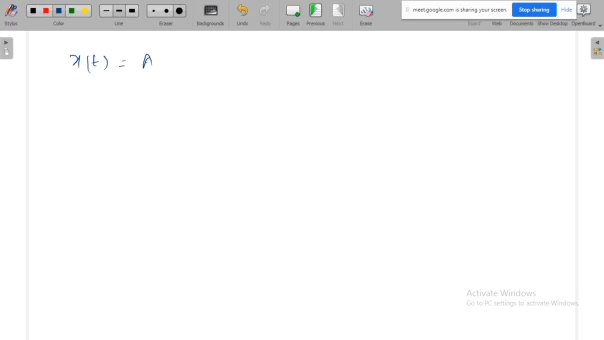 meet.google.com is sharing your screen.
Stop sharing
Hide
Stylus
Color
Line
Eraser
Backgrounds
Undo
Redo
Pages
Previous
Next
Erase
Board
Web
Documents
Show Desktop
OpenBoard
x(t) = A
Activate Windows
Go to PC settings to activate Windows.